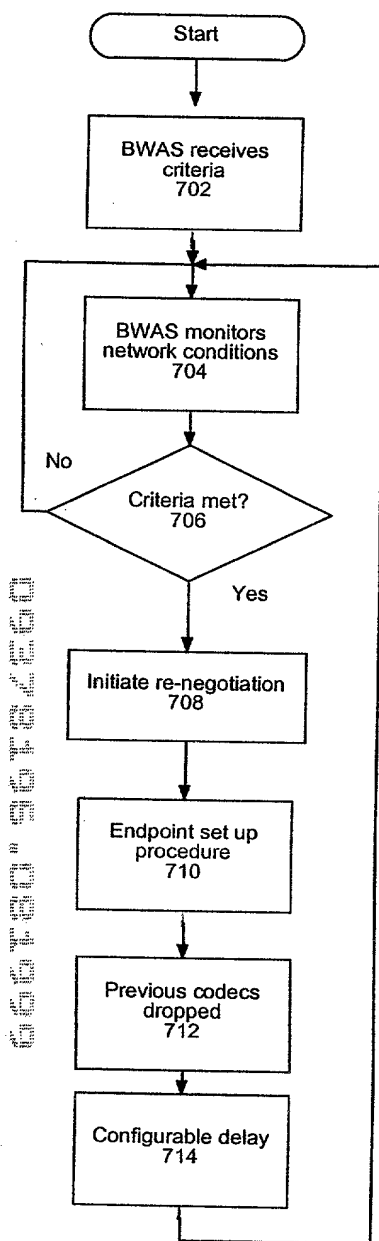 Start
BWAS receives
criteria
702
BWAS monitors
network conditions
704
No
Criteria met?
706
Yes
Initiate re-negotiation
708
Endpoint set up
procedure
710
Previous codecs
dropped
712
Configurable delay
714